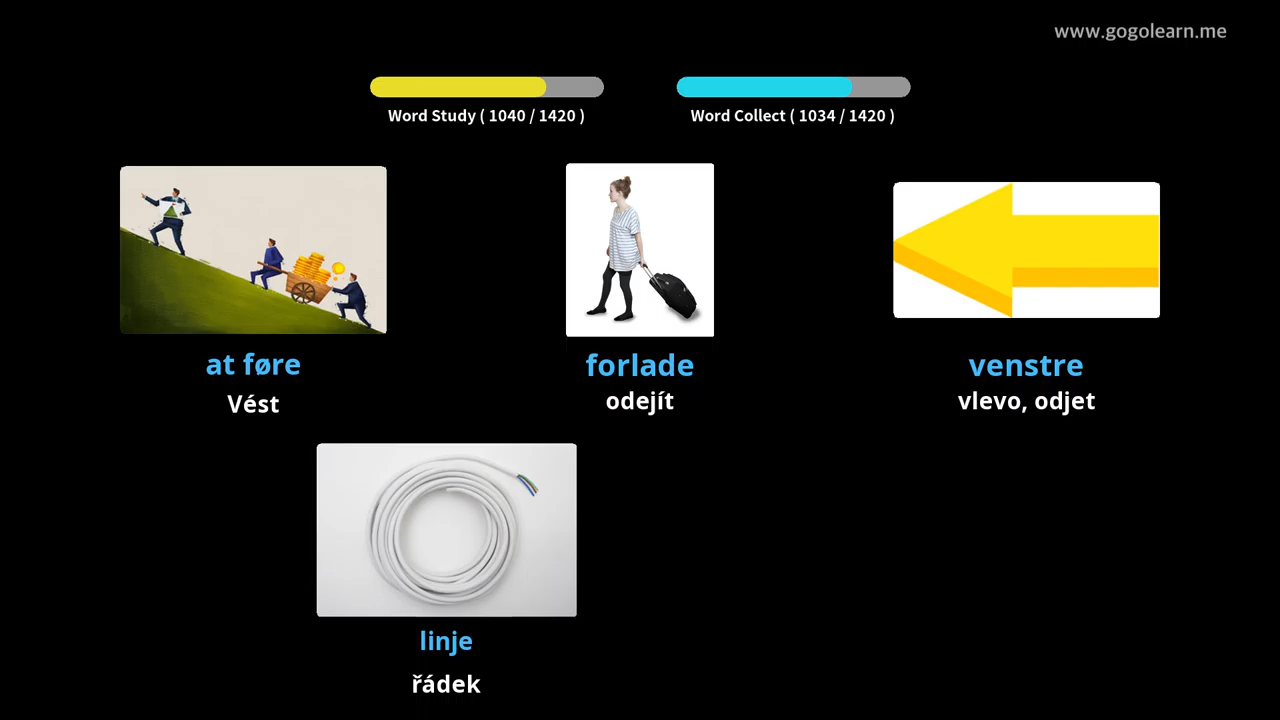 www.gogolearn.me
Word Study ( 1040 / 1420 )
Word Collect ( 1034 / 1420 )
at føre
Vést
forlade
odejít
venstre
vlevo, odjet
linje
řádek